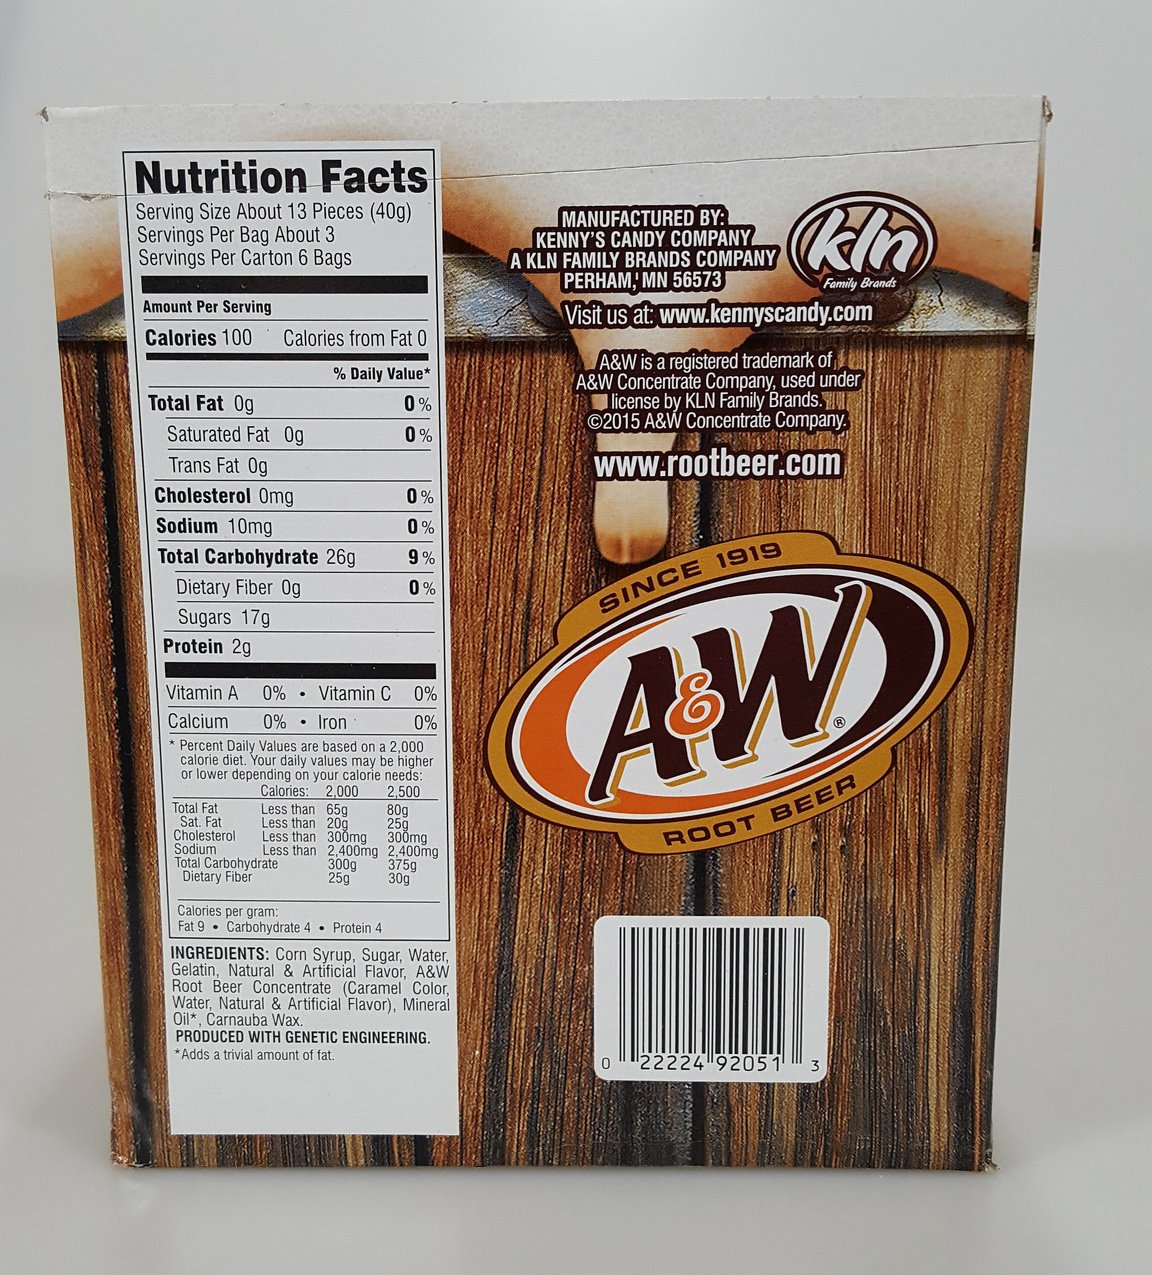 Nutrition Facts
Serving Size About 13 Pieces (40g)
Servings Per Bag About 3
Servings Per Carton 6 Bags
Amount Per Serving
Calories 100 Calories from Fat 0
% Daily Value*
Total Fat 0g 0%
Saturated Fat 0g 0%
Trans Fat 0g
Cholesterol 0mg 0%
Sodium 10mg 0%
Total Carbohydrate 26g 9%
Dietary Fiber 0g 0%
Sugars 17g
Protein 2g
Vitamin A 0% • Vitamin C 0%
Calcium 0% • Iron 0%
* Percent Daily Values are based on a 2,000
calorie diet. Your daily values may be higher
or lower depending on your calorie needs:
Calories: 2,000 2,500
Total Fat Less than 65g 80g
Sat. Fat Less than 20g 25g
Cholesterol Less than 300mg 300mg
Sodium Less than 2,400mg 2,400mg
Total Carbohydrate 300g 375g
Dietary Fiber 25g 30g
Calories per gram:
Fat 9 • Carbohydrate 4 • Protein 4
INGREDIENTS: Corn Syrup, Sugar, Water,
Gelatin, Natural & Artificial Flavor, A&W
Root Beer Concentrate (Caramel Color,
Water, Natural & Artificial Flavor), Mineral
Oil*, Carnauba Wax.
PRODUCED WITH GENETIC ENGINEERING.
*Adds a trivial amount of fat.
MANUFACTURED BY:
KENNY'S CANDY COMPANY
A KLN FAMILY BRANDS COMPANY
PERHAM, MN 56573
kln
Family Brands
Visit us at: www.kennyscandy.com
A&W is a registered trademark of
A&W Concentrate Company, used under
license by KLN Family Brands.
©2015 A&W Concentrate Company.
www.rootbeer.com
SINCE 1919
A&W®
ROOT BEER
0 22224 92051 3